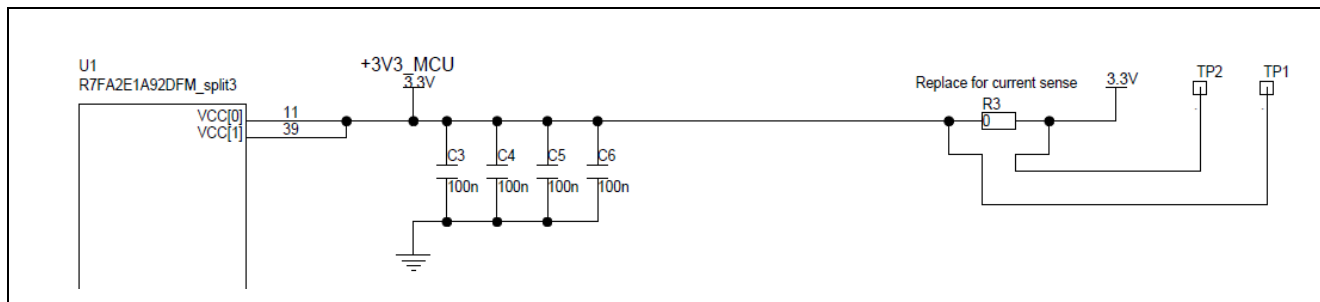 U1
R7FA2E1A92DFM_split3
VCC[0]
VCC[1]
11
39
+3V3_MCU
3.3V
C3
100n
C4
100n
C5
100n
C6
100n
Replace for current sense
R3
0
3.3V
TP2
TP1